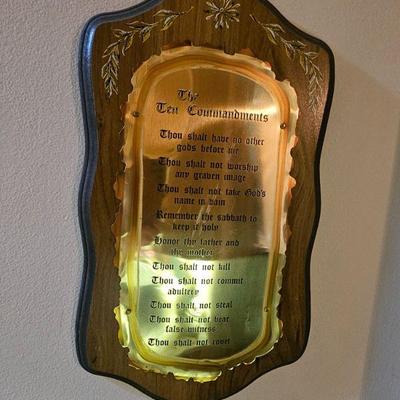 The
Ten Commandments
Thou shalt have no other
gods before me
Thou shalt not worship
any graven image
Thou shalt not take God's
name in vain
Remember the sabbath to
keep it holy
Honor thy father and
thy mother
Thou shalt not kill
Thou shalt not commit
adultery
Thou shalt not steal
Thou shalt not bear
false witness
Thou shalt not covet